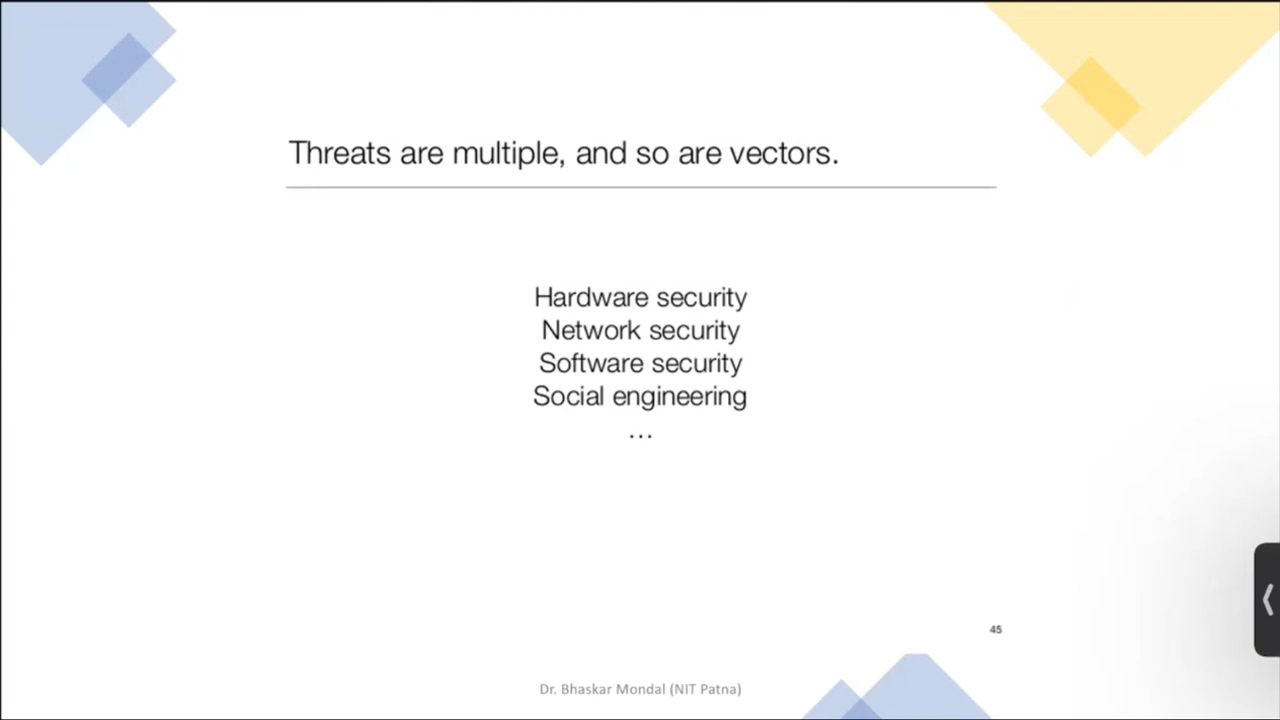 Threats are multiple, and so are vectors.
Hardware security
Network security
Software security
Social engineering
...
45
Dr. Bhaskar Mondal (NIT Patna)